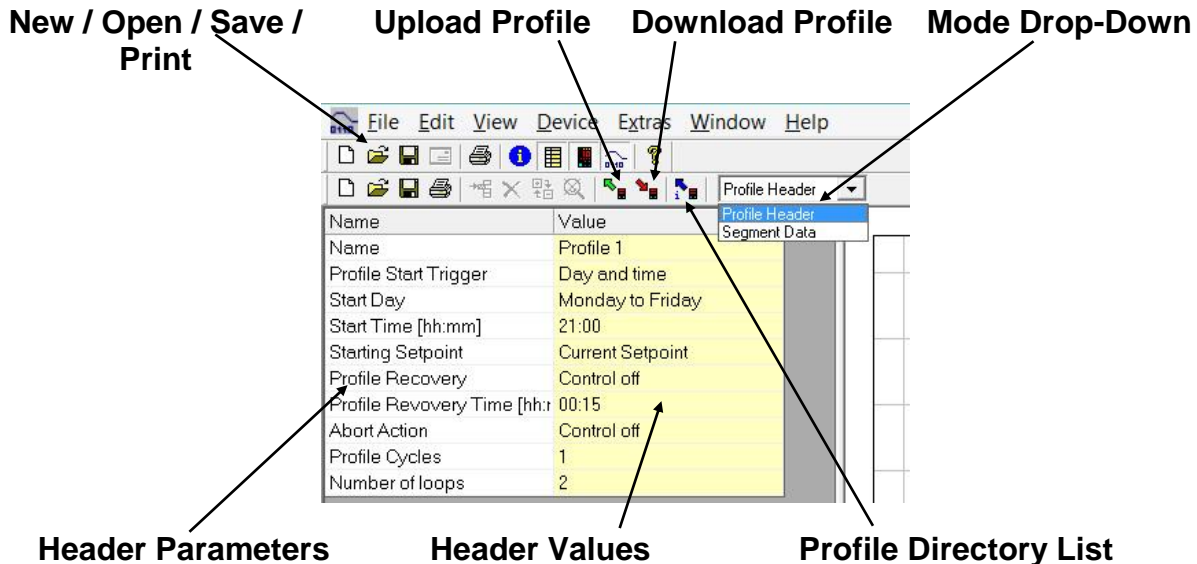 New / Open / Save / Print
Upload Profile
Download Profile
Mode Drop-Down
File Edit View Device Extras Window Help
Profile Header
Profile Header
Segment Data
Name Value
Name Profile 1
Profile Start Trigger Day and time
Start Day Monday to Friday
Start Time [hh:mm] 21:00
Starting Setpoint Current Setpoint
Profile Recovery Control off
Profile Revovery Time [hh:r 00:15
Abort Action Control off
Profile Cycles 1
Number of loops 2
Header Parameters
Header Values
Profile Directory List